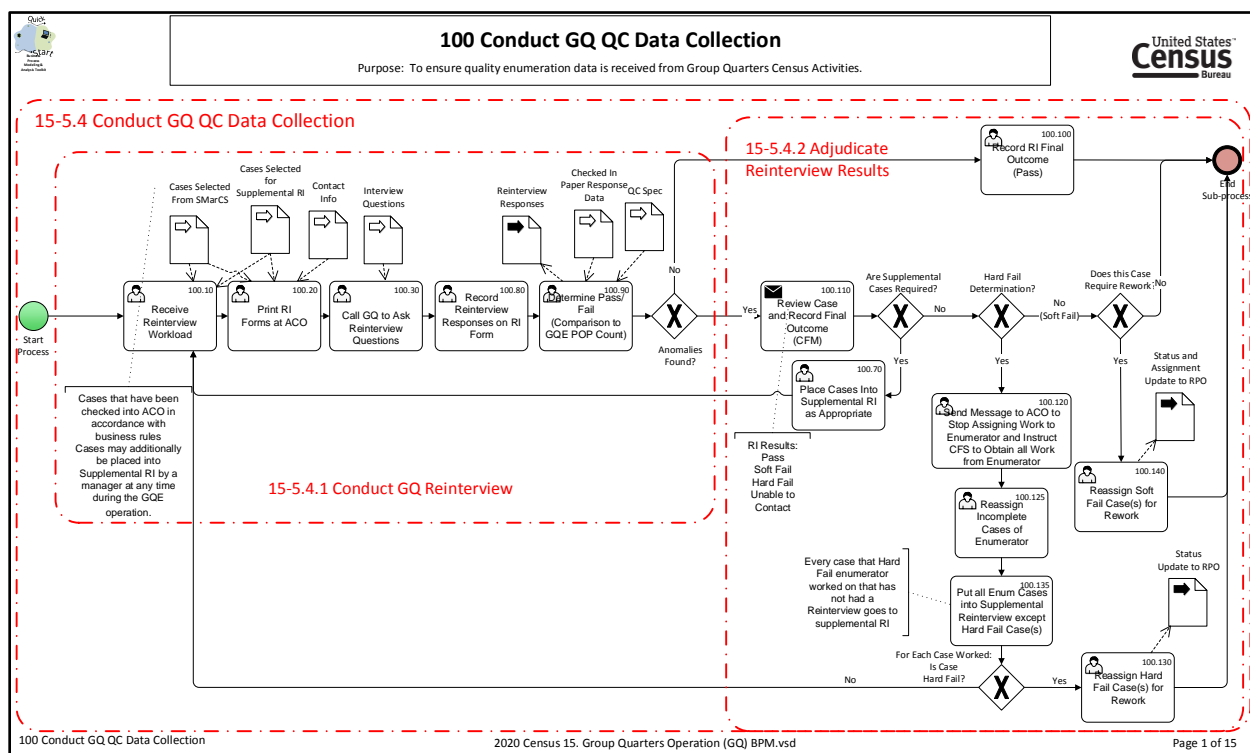 Quick
Start
Business
Process
Modeling &
Analysis Toolkit
100 Conduct GQ QC Data Collection
Purpose: To ensure quality enumeration data is received from Group Quarters Census Activities.
United States™
Census
Bureau
15-5.4 Conduct GQ QC Data Collection
15-5.4.2 Adjudicate
Reinterview Results
15-5.4.1 Conduct GQ Reinterview
Cases Selected
From SMarCS
Cases Selected
for
Supplemental RI
Contact
Info
Interview
Questions
Reinterview
Responses
Checked In
Paper Response
Data
QC Spec
Start
Process
100.10
Receive
Reinterview
Workload
100.20
Print RI
Forms at ACO
100.30
Call GQ to Ask
Reinterview
Questions
100.80
Record
Reinterview
Responses on RI
Form
100.90
Determine Pass/
Fail
(Comparison to
GQE POP Count)
Anomalies
Found?
No
Yes
100.100
Record RI Final
Outcome
(Pass)
End
Sub-process
100.110
Review Case
and Record Final
Outcome
(CFM)
Are Supplemental
Cases Required?
No
Yes
Hard Fail
Determination?
No
(Soft Fail)
Yes
Does this Case
Require Rework?
No
Yes
100.70
Place Cases Into
Supplemental RI
as Appropriate
Cases that have been
checked into ACO in
accordance with
business rules
Cases may additionally
be placed into
Supplemental RI by a
manager at any time
during the GQE
operation.
RI Results:
Pass
Soft Fail
Hard Fail
Unable to
Contact
100.120
Send Message to ACO to
Stop Assigning Work to
Enumerator and Instruct
CFS to Obtain all Work
from Enumerator
Status and
Assignment
Update to RPO
100.140
Reassign Soft
Fail Case(s) for
Rework
100.125
Reassign
Incomplete
Cases of
Enumerator
Every case that Hard
Fail enumerator
worked on that has
not had a
Reinterview goes to
supplemental RI
100.135
Put all Enum Cases
into Supplemental
Reinterview except
Hard Fail Case(s)
Status
Update to RPO
For Each Case Worked:
Is Case
Hard Fail?
No
Yes
100.130
Reassign Hard
Fail Case(s) for
Rework
100 Conduct GQ QC Data Collection
2020 Census 15. Group Quarters Operation (GQ) BPM.vsd
Page 1 of 15